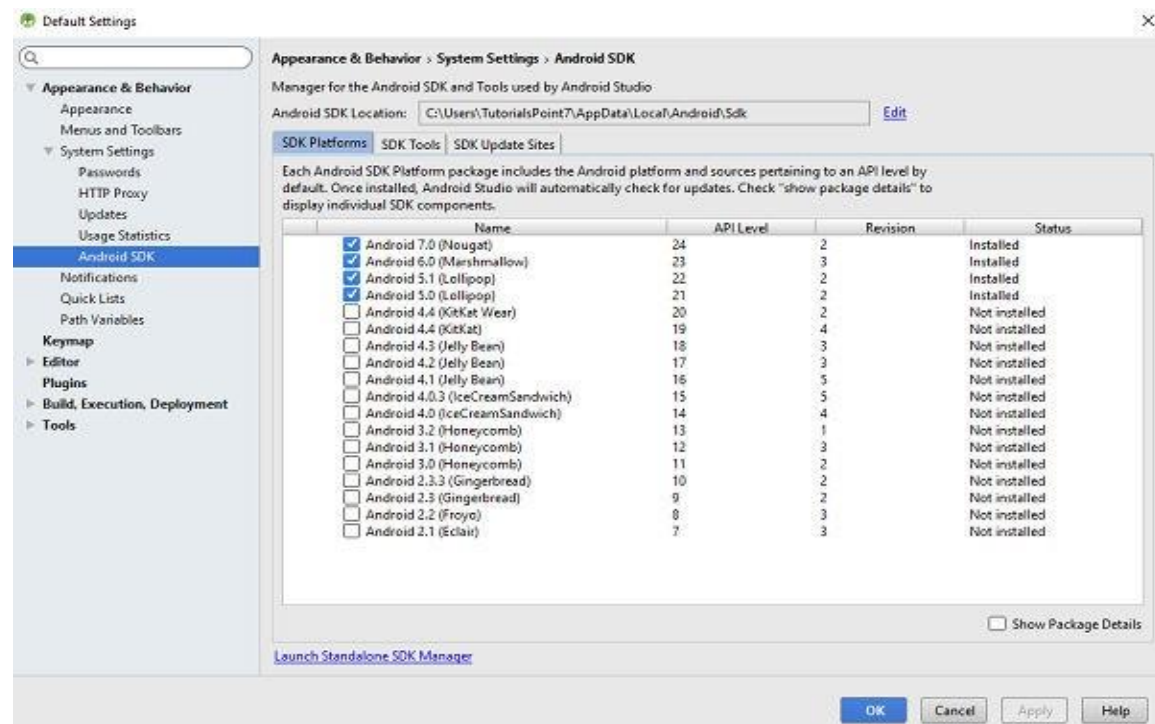 Default Settings
Appearance & Behavior
Appearance
Menus and Toolbars
System Settings
Passwords
HTTP Proxy
Updates
Usage Statistics
Android SDK
Notifications
Quick Lists
Path Variables
Keymap
Editor
Plugins
Build, Execution, Deployment
Tools
Appearance & Behavior › System Settings › Android SDK
Manager for the Android SDK and Tools used by Android Studio
Android SDK Location: C:\Users\TutorialsPoint7\AppData\Local\Android\Sdk Edit
SDK Platforms SDK Tools SDK Update Sites
Each Android SDK Platform package includes the Android platform and sources pertaining to an API level by
default. Once installed, Android Studio will automatically check for updates. Check "show package details" to
display individual SDK components.
Name API Level Revision Status
Android 7.0 (Nougat) 24 2 Installed
Android 6.0 (Marshmallow) 23 3 Installed
Android 5.1 (Lollipop) 22 2 Installed
Android 5.0 (Lollipop) 21 2 Installed
Android 4.4 (KitKat Wear) 20 2 Not installed
Android 4.4 (KitKat) 19 4 Not installed
Android 4.3 (Jelly Bean) 18 3 Not installed
Android 4.2 (Jelly Bean) 17 3 Not installed
Android 4.1 (Jelly Bean) 16 5 Not installed
Android 4.0.3 (IceCreamSandwich) 15 5 Not installed
Android 4.0 (IceCreamSandwich) 14 4 Not installed
Android 3.2 (Honeycomb) 13 1 Not installed
Android 3.1 (Honeycomb) 12 3 Not installed
Android 3.0 (Honeycomb) 11 2 Not installed
Android 2.3.3 (Gingerbread) 10 2 Not installed
Android 2.3 (Gingerbread) 9 2 Not installed
Android 2.2 (Froyo) 8 3 Not installed
Android 2.1 (Eclair) 7 3 Not installed
Show Package Details
Launch Standalone SDK Manager
OK Cancel Apply Help